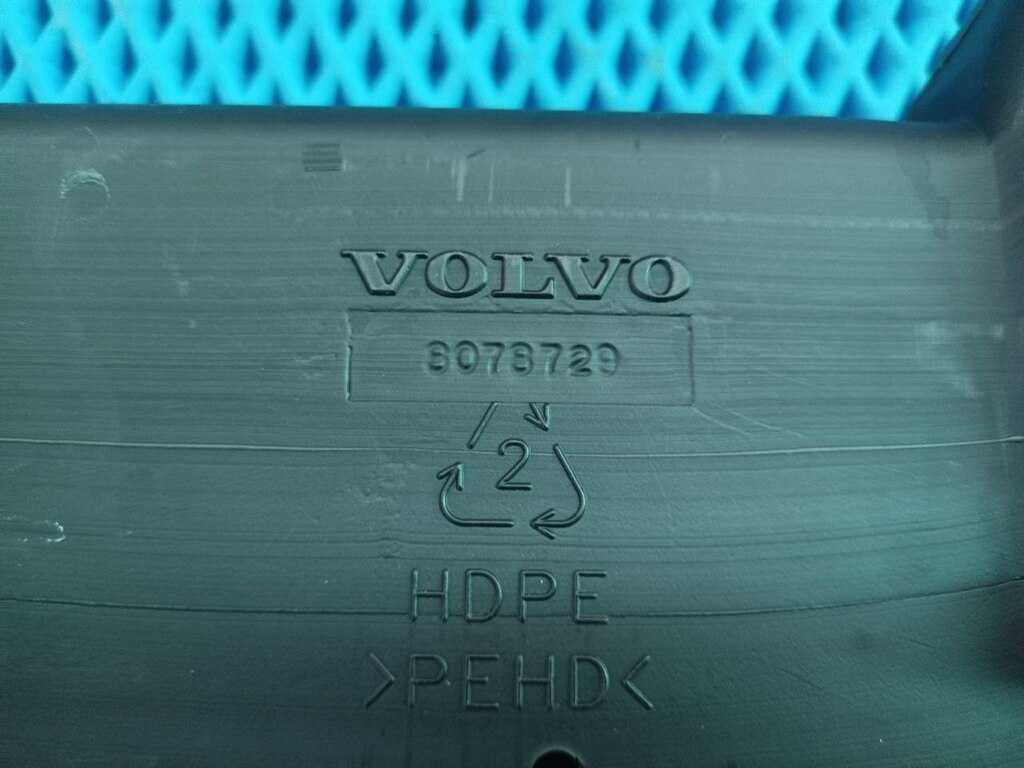 VOLVO
8078729
2
HDPE
>PEHD<